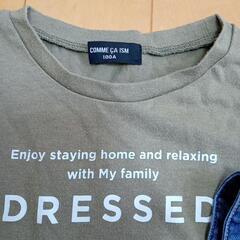 COMME ÇA ISM
100A
Enjoy staying home and relaxing
with My family
DRESSED